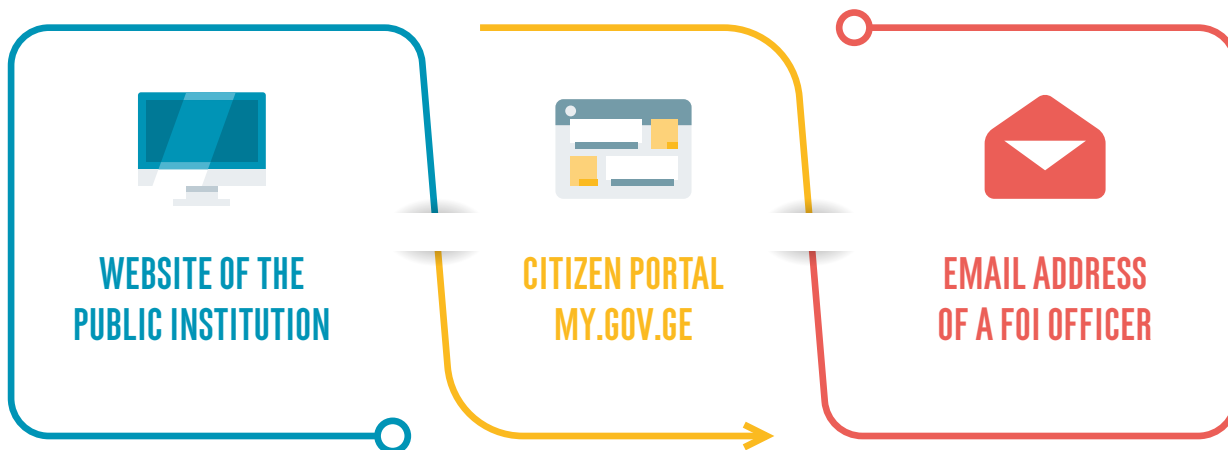 WEBSITE OF THE
PUBLIC INSTITUTION
CITIZEN PORTAL
MY.GOV.GE
EMAIL ADDRESS
OF A FOI OFFICER